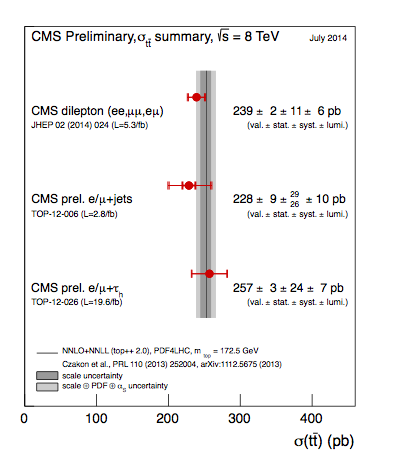 CMS Preliminary, σtt̄ summary, √s = 8 TeV July 2014
CMS dilepton (ee,μμ,eμ) 239 ± 2 ± 11 ± 6 pb
JHEP 02 (2014) 024 (L=5.3/fb) (val. ± stat. ± syst. ± lumi.)
CMS prel. e/μ+jets 228 ± 9 ± 29 26 ± 10 pb
TOP-12-006 (L=2.8/fb) (val. ± stat. ± syst. ± lumi.)
CMS prel. e/μ+τh 257 ± 3 ± 24 ± 7 pb
TOP-12-026 (L=19.6/fb) (val. ± stat. ± syst. ± lumi.)
NNLO+NNLL (top++ 2.0), PDF4LHC, mtop = 172.5 GeV
Czakon et al., PRL 110 (2013) 252004, arXiv:1112.5675 (2013)
scale uncertainty
scale ⊕ PDF ⊕ αS uncertainty
0 100 200 300 400
σ(tt̄) (pb)